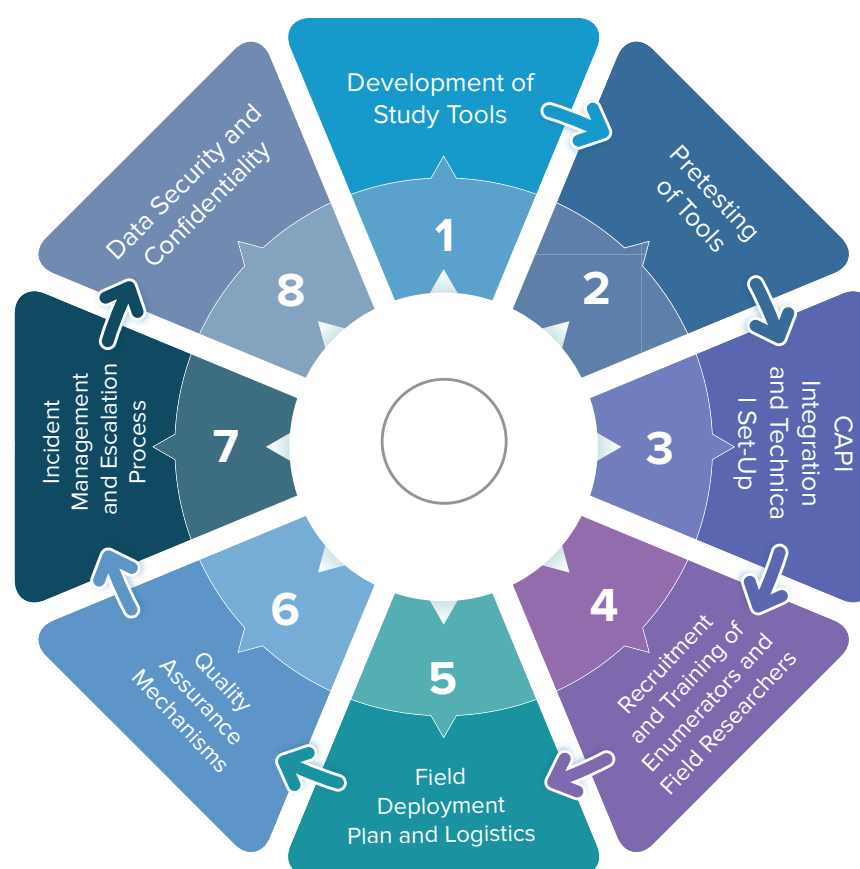 Development of
Study Tools
1
Pretesting
of Tools
2
CAPI
Integration
and Technica
l Set-Up
3
Recruitment
and Training of
Enumerators and
Field Researchers
4
Field
Deployment
Plan and Logistics
5
Quality
Assurance
Mechanisms
6
Incident
Management
and Escalation
Process
7
Data Security and
Confidentiality
8